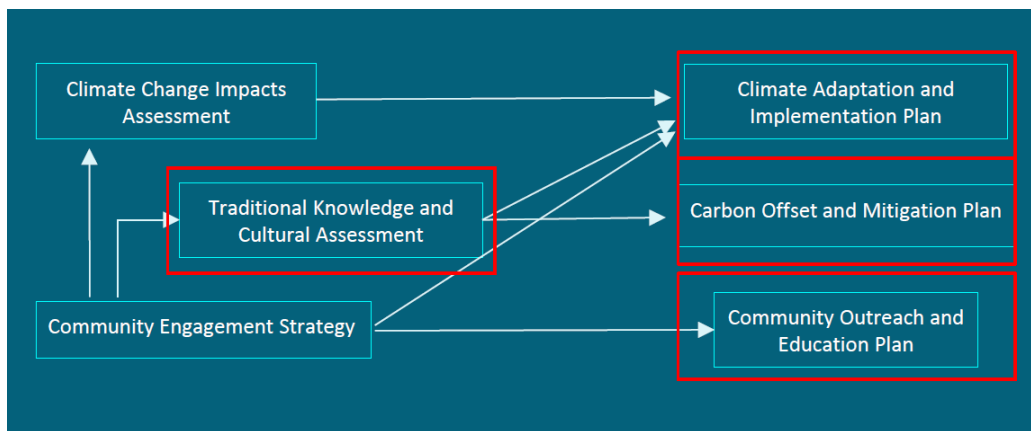 Climate Change Impacts
Assessment
Climate Adaptation and
Implementation Plan
Traditional Knowledge and
Cultural Assessment
Carbon Offset and Mitigation Plan
Community Engagement Strategy
Community Outreach and
Education Plan